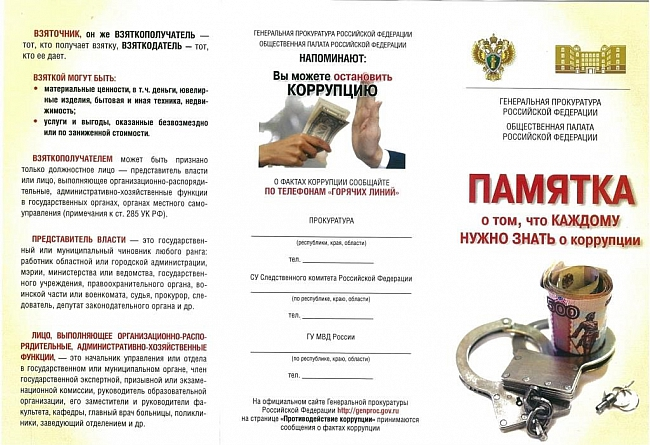 ВЗЯТОЧНИК, он же ВЗЯТКОПОЛУЧАТЕЛЬ —
тот, кто получает взятку, ВЗЯТКОДАТЕЛЬ — тот,
кто ее дает.
ВЗЯТКОЙ МОГУТ БЫТЬ:
• материальные ценности, в т. ч. деньги, ювелир-
ные изделия, бытовая и иная техника, недви-
жимость;
• услуги и выгоды, оказанные безвозмездно
или по заниженной стоимости.
ВЗЯТКОПОЛУЧАТЕЛЕМ может быть признано
только должностное лицо — представитель власти
или лицо, выполняющее организационно-распоряди-
тельные, административно-хозяйственные функции
в государственных органах, органах местного само-
управления (примечания к ст. 285 УК РФ).
ПРЕДСТАВИТЕЛЬ ВЛАСТИ — это государствен-
ный или муниципальный чиновник любого ранга:
работник областной или городской администрации,
мэрии, министерства или ведомства, государствен-
ного учреждения, правоохранительного органа, во-
инской части или военкомата, судья, прокурор, сле-
дователь, депутат законодательного органа и др.
ЛИЦО, ВЫПОЛНЯЮЩЕЕ ОРГАНИЗАЦИОННО-РАСПО-
РЯДИТЕЛЬНЫЕ, АДМИНИСТРАТИВНО-ХОЗЯЙСТВЕННЫЕ
ФУНКЦИИ, — это начальник управления или отдела
в государственном или муниципальном органе, член
государственной экспертной, призывной или экзаме-
национной комиссии, руководитель образовательной
организации, его заместители и руководители фа-
культета, кафедры, главный врач больницы, поликли-
ники, заведующий отделением и др.
ГЕНЕРАЛЬНАЯ ПРОКУРАТУРА РОССИЙСКОЙ ФЕДЕРАЦИИ
ОБЩЕСТВЕННАЯ ПАЛАТА РОССИЙСКОЙ ФЕДЕРАЦИИ
НАПОМИНАЮТ:
Вы можете остановить
КОРРУПЦИЮ
О ФАКТАХ КОРРУПЦИИ СООБЩАЙТЕ
ПО ТЕЛЕФОНАМ «ГОРЯЧИХ ЛИНИЙ»
ПРОКУРАТУРА
(республики, края, области)
тел.
СУ Следственного комитета Российской Федерации
(по республике, краю, области)
тел.
ГУ МВД России
(по республике, краю, области)
тел.
На официальном сайте Генеральной прокуратуры
Российской Федерации http://genproc.gov.ru
на странице «Противодействие коррупции» принимаются
сообщения о фактах коррупции
ГЕНЕРАЛЬНАЯ ПРОКУРАТУРА
РОССИЙСКОЙ ФЕДЕРАЦИИ
ОБЩЕСТВЕННАЯ ПАЛАТА
РОССИЙСКОЙ ФЕДЕРАЦИИ
ПАМЯТКА
о том, что КАЖДОМУ
НУЖНО ЗНАТЬ о коррупции